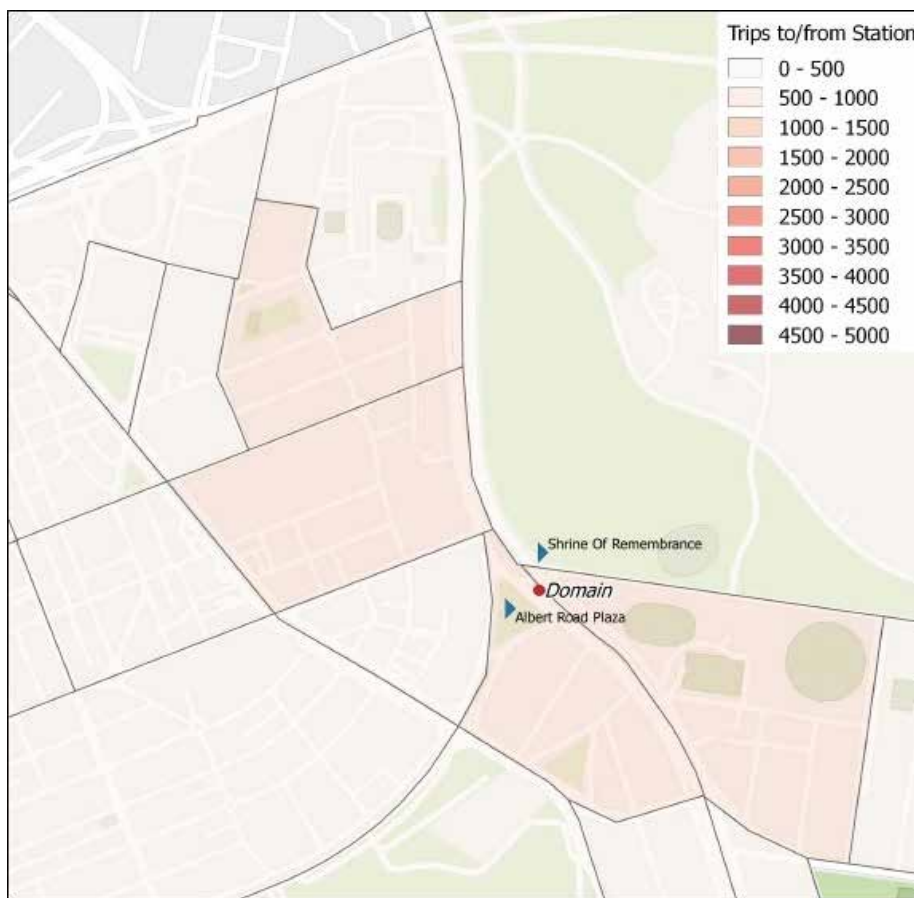 Trips to/from Station
0 - 500
500 - 1000
1000 - 1500
1500 - 2000
2000 - 2500
2500 - 3000
3000 - 3500
3500 - 4000
4000 - 4500
4500 - 5000
Shrine Of Remembrance
Domain
Albert Road Plaza